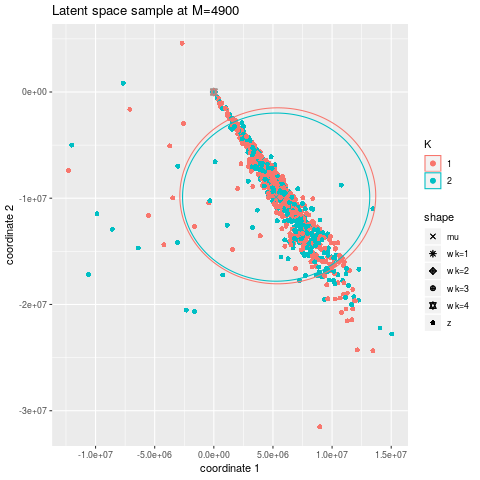 Latent space sample at M=4900
0e+00
-1e+07
-2e+07
-3e+07
coordinate 2
-1.0e+07
-5.0e+06
0.0e+00
5.0e+06
1.0e+07
1.5e+07
coordinate 1
K
1
2
shape
mu
w k=1
w k=2
w k=3
w k=4
z